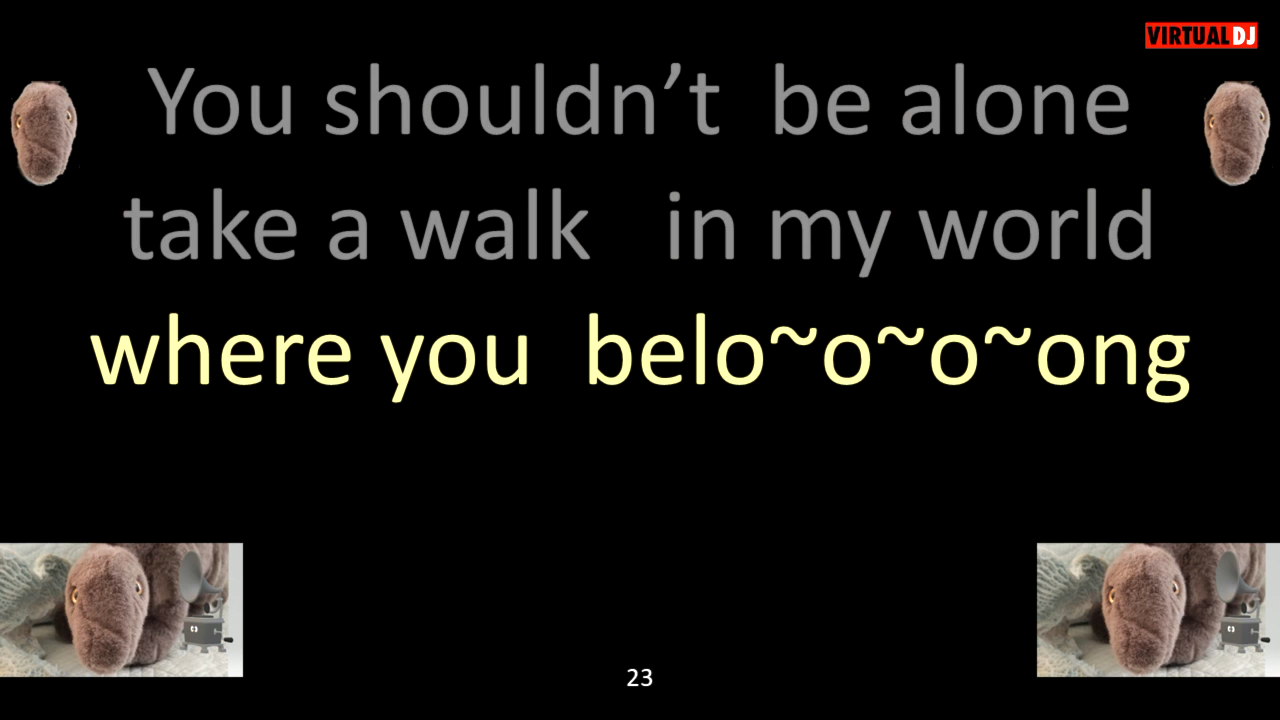 VIRTUAL DJ
You shouldn’t be alone
take a walk in my world
where you belo~o~o~ong
23